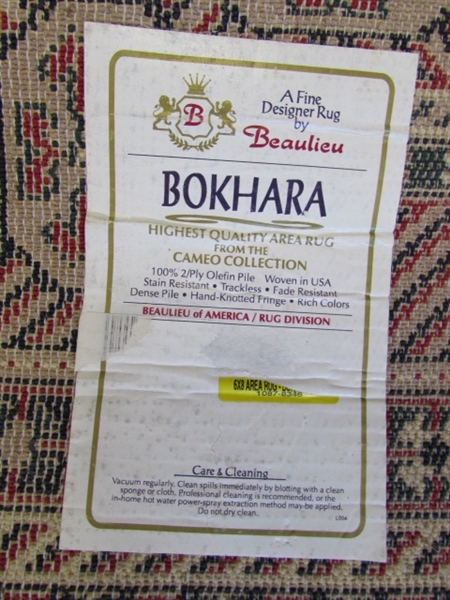 B
A Fine
Designer Rug
by
Beaulieu
BOKHARA
HIGHEST QUALITY AREA RUG
FROM THE
CAMEO COLLECTION
100% 2/Ply Olefin Pile Woven in USA
Stain Resistant • Trackless • Fade Resistant
Dense Pile • Hand-Knotted Fringe • Rich Colors
BEAULIEU of AMERICA / RUG DIVISION
6X8 AREA RUG
Care & Cleaning
Vacuum regularly. Clean spills immediately by blotting with a clean
sponge or cloth. Professional cleaning is recommended, or the
in-home hot water power-spray extraction method may be applied.
Do not dry clean.